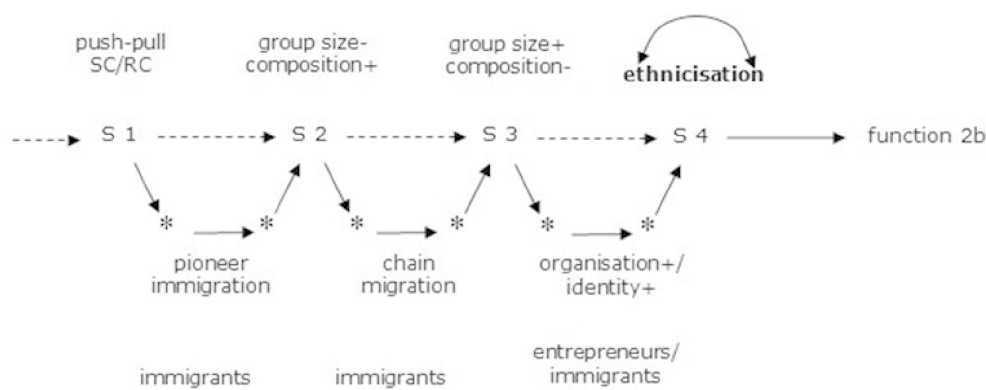 push-pull
SC/RC
group size-
composition+
group size+
composition-
ethnicisation
S 1
S 2
S 3
S 4
function 2b
* * * * * *
pioneer
immigration
chain
migration
organisation+/
identity+
immigrants
immigrants
entrepreneurs/
immigrants